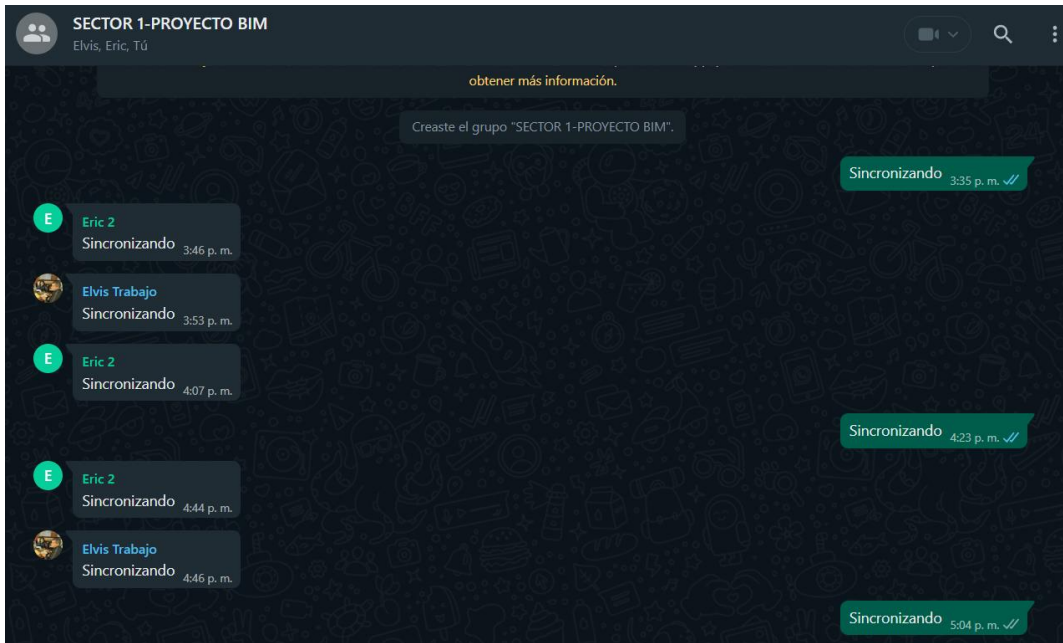 SECTOR 1-PROYECTO BIM
Elvis, Eric, Tú
obtener más información.
Creaste el grupo "SECTOR 1-PROYECTO BIM".
Sincronizando 3:35 p. m.
E Eric 2
Sincronizando 3:46 p. m.
Elvis Trabajo
Sincronizando 3:53 p. m.
E Eric 2
Sincronizando 4:07 p. m.
Sincronizando 4:23 p. m.
E Eric 2
Sincronizando 4:44 p. m.
Elvis Trabajo
Sincronizando 4:46 p. m.
Sincronizando 5:04 p. m.